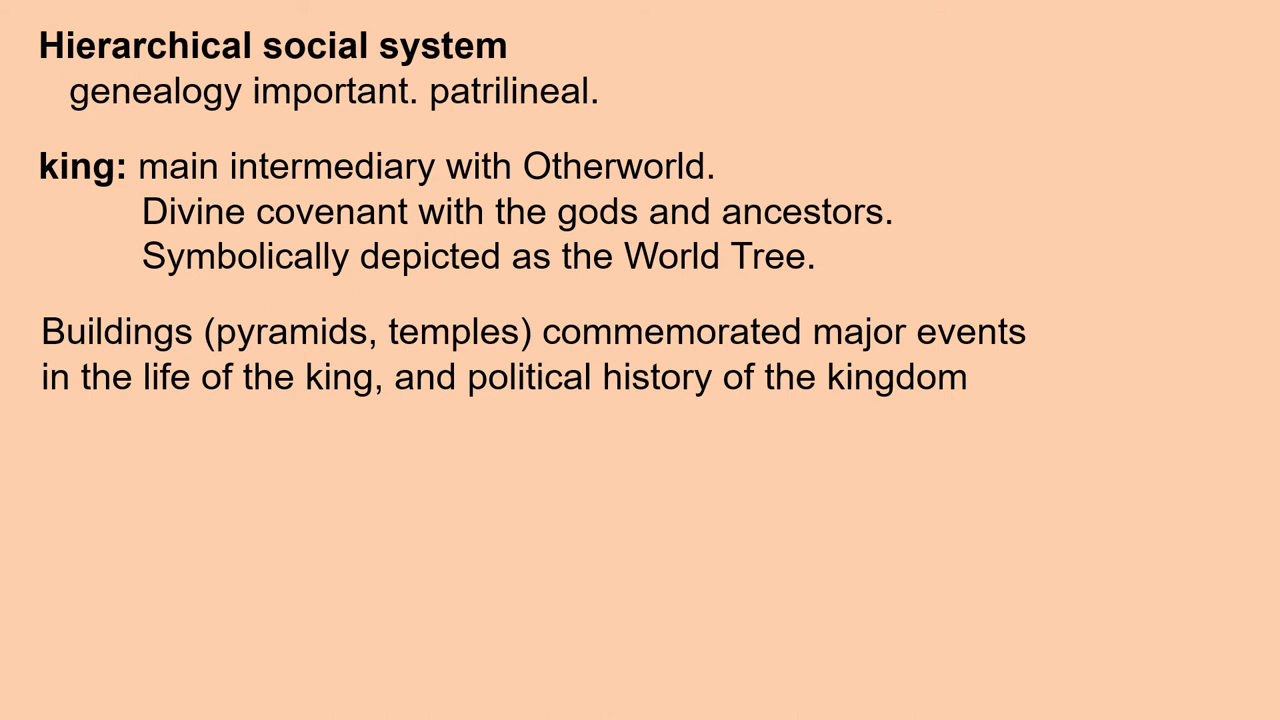 Hierarchical social system
genealogy important. patrilineal.
king: main intermediary with Otherworld.
Divine covenant with the gods and ancestors.
Symbolically depicted as the World Tree.
Buildings (pyramids, temples) commemorated major events
in the life of the king, and political history of the kingdom